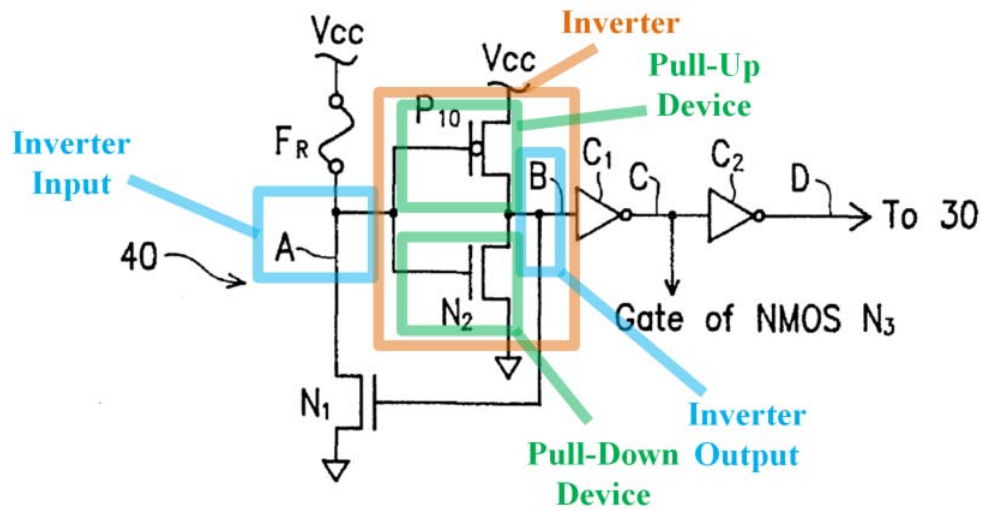 Inverter
Vcc
Vcc
Pull-Up
Device
P10
FR
Inverter
Input
B
C1
C
C2
D
To 30
A
40
N2
Gate of NMOS N3
N1
Inverter
Output
Pull-Down
Device